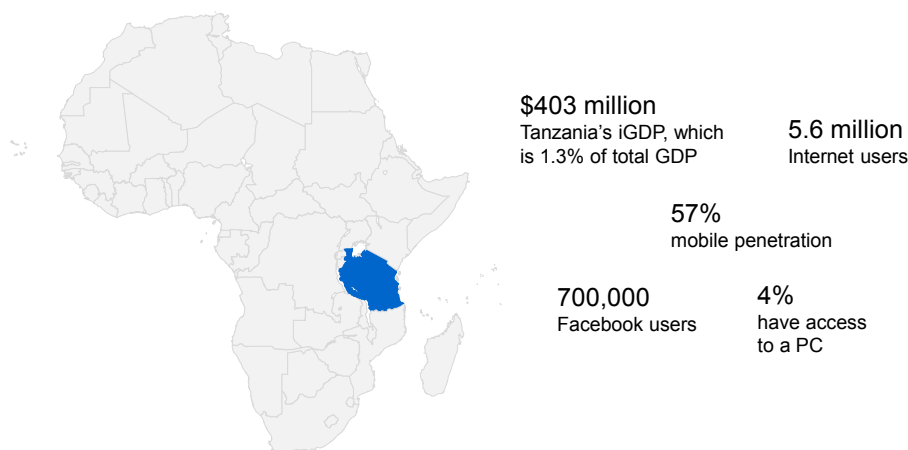 $403 million
Tanzania’s iGDP, which
is 1.3% of total GDP
5.6 million
Internet users
57%
mobile penetration
700,000
Facebook users
4%
have access
to a PC